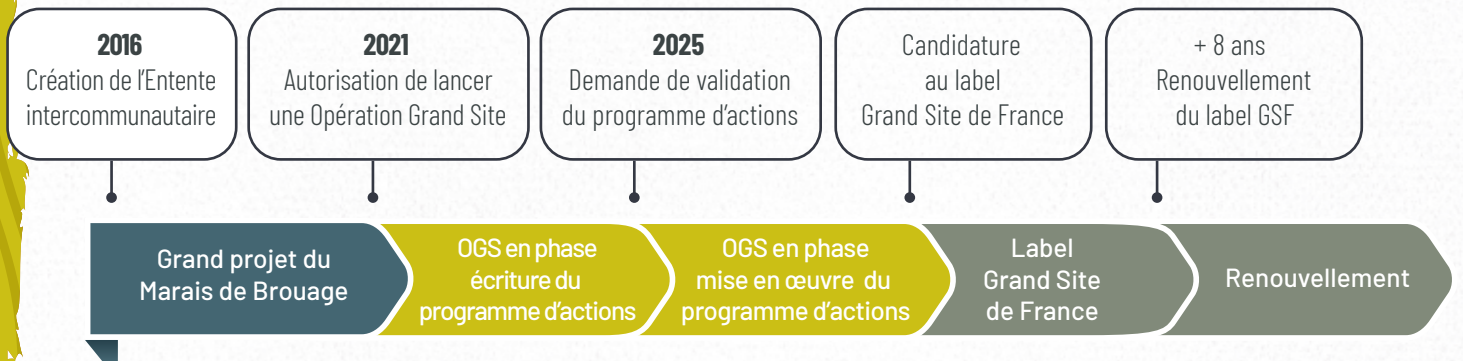 2016
Création de l'Entente
intercommunautaire
2021
Autorisation de lancer
une Opération Grand Site
2025
Demande de validation
du programme d'actions
Candidature
au label
Grand Site de France
+ 8 ans
Renouvellement
du label GSF
Grand projet du
Marais de Brouage
OGS en phase
écriture du
programme d'actions
OGS en phase
mise en œuvre du
programme d'actions
Label
Grand Site
de France
Renouvellement